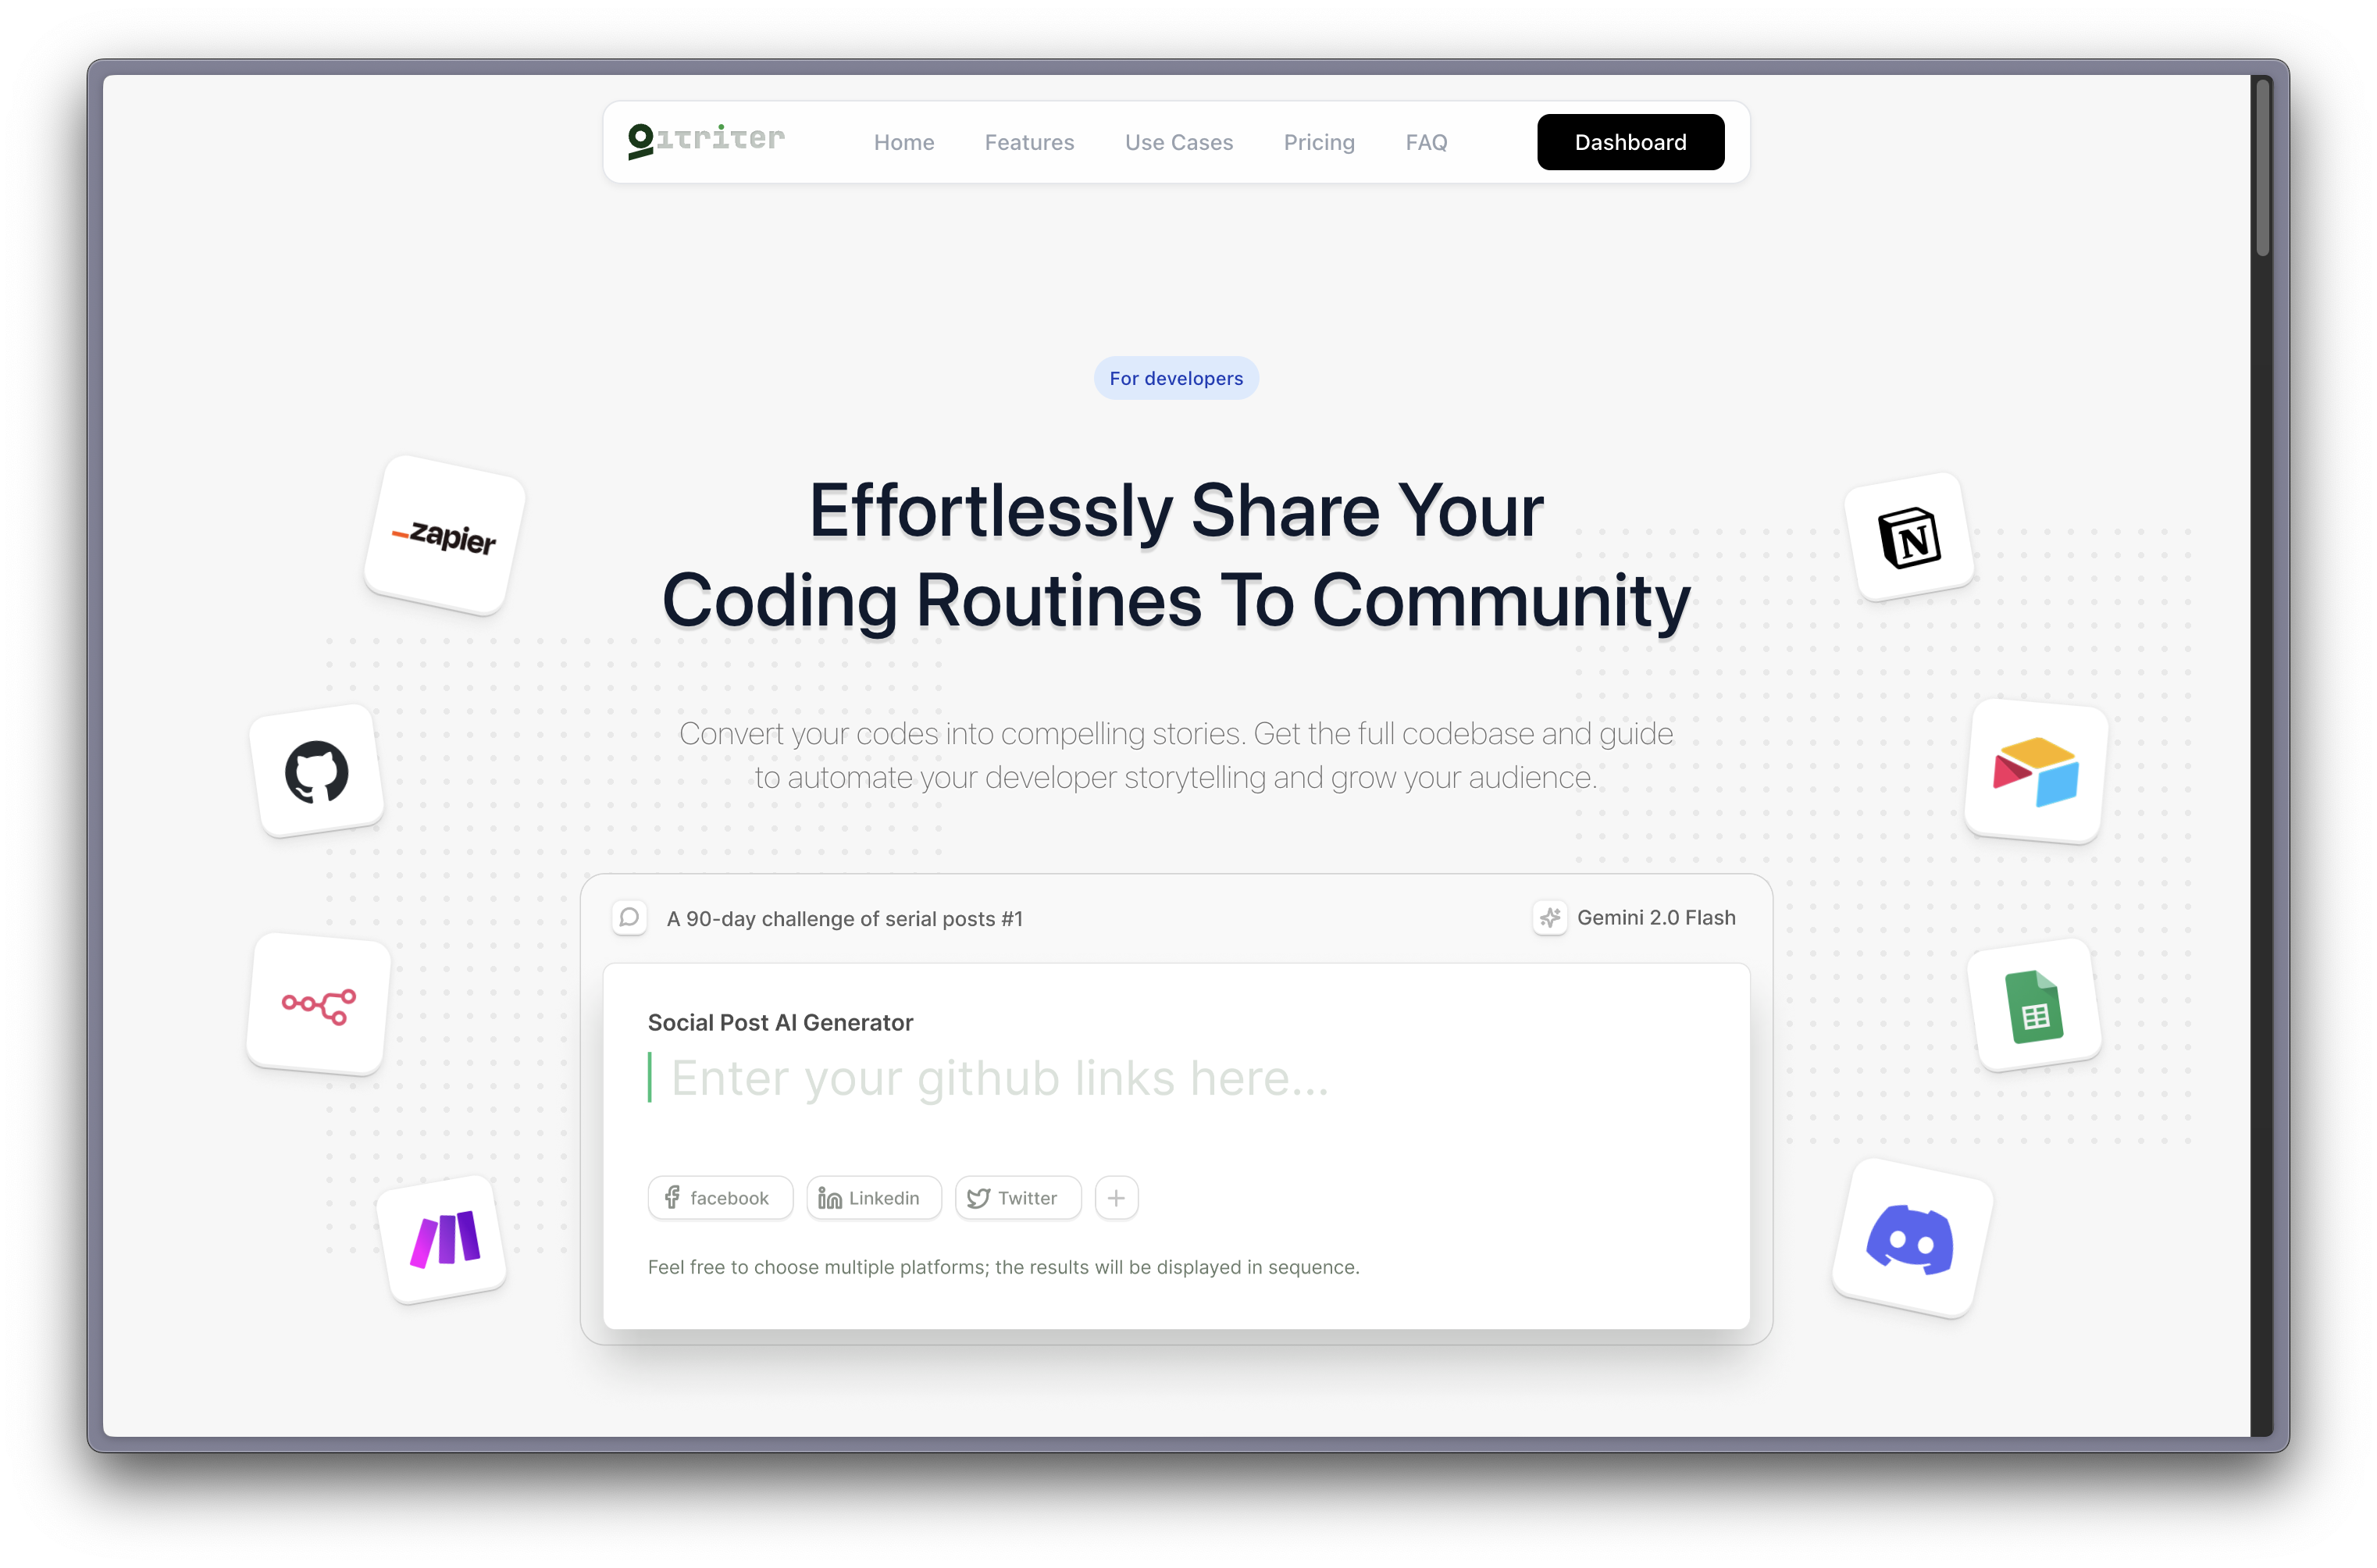 gitriter
Home
Features
Use Cases
Pricing
FAQ
Dashboard
For developers
Effortlessly Share Your
Coding Routines To Community
Convert your codes into compelling stories. Get the full codebase and guide
to automate your developer storytelling and grow your audience.
zapier
N
A 90-day challenge of serial posts #1
Gemini 2.0 Flash
Social Post AI Generator
Enter your github links here...
facebook
Linkedin
Twitter
Feel free to choose multiple platforms; the results will be displayed in sequence.